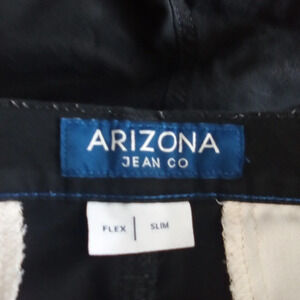 ARIZONA
JEAN CO
FLEX | SLIM